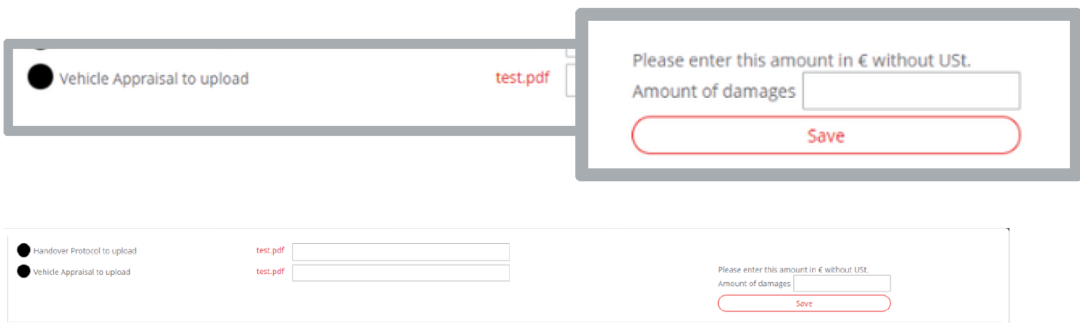 Vehicle Appraisal to upload test.pdf
Please enter this amount in € without USt.
Amount of damages
Save
Handover Protocol to upload test.pdf
Vehicle Appraisal to upload test.pdf
Please enter this amount in € without USt.
Amount of damages
Save